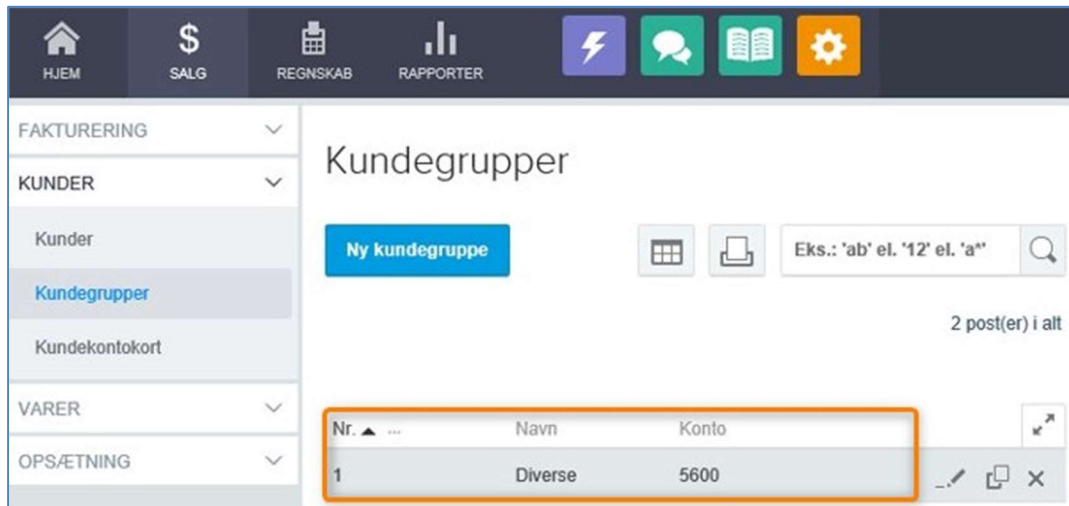 HJEM SALG REGNSKAB RAPPORTER
FAKTURERING
KUNDER
Kunder
Kundegrupper
Kundekontokort
VARER
OPSÆTNING
Kundegrupper
Ny kundegruppe
Eks.: 'ab' el. '12' el. 'a*'
2 post(er) i alt
Nr. ... Navn Konto
1 Diverse 5600